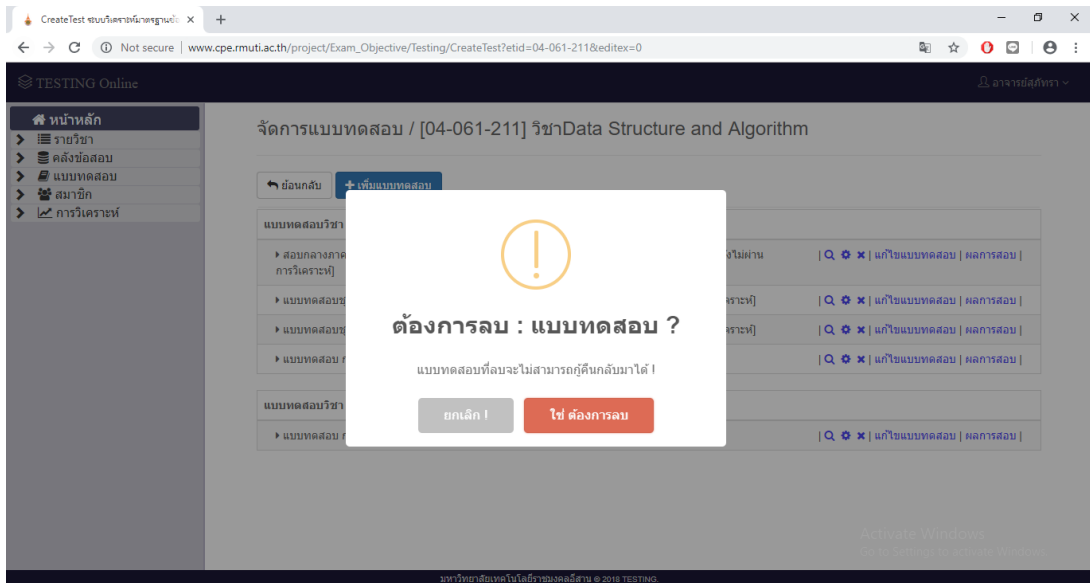 CreateTest ระบบวิเคราะห์มาตรฐานข้อ
Not secure | www.cpe.rmuti.ac.th/project/Exam_Objective/Testing/CreateTest?etid=04-061-211&editex=0
TESTING Online
อาจารย์สุภัทรา
หน้าหลัก
รายวิชา
คลังข้อสอบ
แบบทดสอบ
สมาชิก
การวิเคราะห์
จัดการแบบทดสอบ / [04-061-211] วิชาData Structure and Algorithm
ย้อนกลับ
เพิ่มแบบทดสอบ
แบบทดสอบวิชา
สอบกลางภาค
การวิเคราะห์]
ไม่ผ่าน
| แก้ไขแบบทดสอบ | ผลการสอบ |
แบบทดสอบ
| แก้ไขแบบทดสอบ | ผลการสอบ |
แบบทดสอบ
| แก้ไขแบบทดสอบ | ผลการสอบ |
แบบทดสอบ
| แก้ไขแบบทดสอบ | ผลการสอบ |
แบบทดสอบวิชา
แบบทดสอบ
| แก้ไขแบบทดสอบ | ผลการสอบ |
ต้องการลบ : แบบทดสอบ ?
แบบทดสอบที่ลบจะไม่สามารถกู้คืนกลับมาได้ !
ยกเลิก !
ใช่ ต้องการลบ
Activate Windows
Go to Settings to activate Windows.
มหาวิทยาลัยเทคโนโลยีราชมงคลอีสาน © 2018 TESTING.